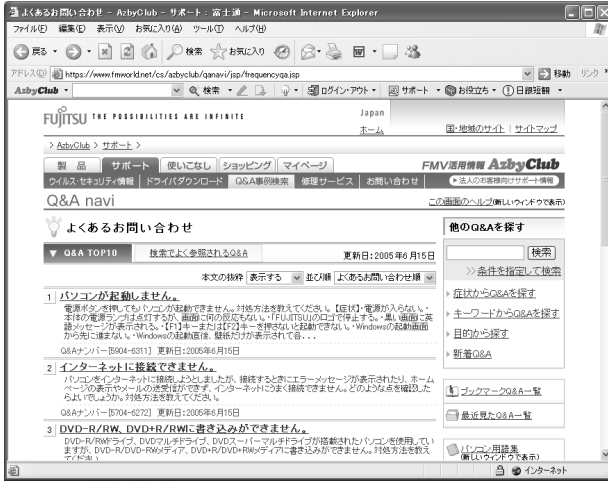 よくあるお問い合わせ - AzbyClub - サポート : 富士通 - Microsoft Internet Explorer
ファイル(F) 編集(E) 表示(V) お気に入り(A) ツール(T) ヘルプ(H)
戻る 検索 お気に入り
アドレス(D) https://www.fmworld.net/cs/azbyclub/qanavi/jsp/frequencyqa.jsp 移動 リンク
AzbyClub 検索 ログイン・アウト サポート お役立ち 日銀短観
FUJITSU THE POSSIBILITIES ARE INFINITE Japan
ホーム 国・地域のサイト | サイトマップ
> AzbyClub > サポート >
製 品 サポート 使いこなし ショッピング マイページ FMV活用情報 AzbyClub
ウイルス・セキュリティ情報 ドライバダウンロード Q&A事例検索 修理サービス お問い合わせ 法人のお客様向けサポート情報
Q&A navi この画面のヘルプ(新しいウィンドウで表示)
よくあるお問い合わせ
▼ Q&A TOP10 検索でよく参照されるQ&A 更新日:2005年6月15日
本文の抜粋 表示する 並び順 よくあるお問い合わせ順
1 パソコンが起動しません。
電源ボタンを押してもパソコンが起動できません。対処方法を教えてください。【症状】・電源が入らない。・
本体の電源ランプは点灯するが、画面に何の反応もない。・「FUJITSU」のロゴで停止する。・黒い画面に英
語メッセージが表示される。・【F1】キーまたは【F2】キーを押さないと起動できない。・Windowsの起動画面
から先に進まない。・Windows起動直後、壁紙だけが表示されて各...
Q&Aナンバー[5904-6311] 更新日:2005年6月15日
2 インターネットに接続できません。
パソコンをインターネットに接続しようとしましたが、接続するときにエラーメッセージが表示されたり、ホーム
ページの表示やメールの送受信ができず、インターネットにうまく接続できません。どのような点を確認した
らよいでしょうか。対処方法を教えてください。
Q&Aナンバー[5704-6272] 更新日:2005年6月15日
3 DVD-R/RW、DVD+R/RWに書き込みができません。
DVD-R/RWドライブ、DVDマルチドライブ、DVDスーパーマルチドライブが搭載されたパソコンを使用してい
ますが、DVD-R/DVD-RWメディア、DVD+R/DVD+RWメディアに書き込みができません。対処方法を教え
てください。
他のQ&Aを探す
検索
>>条件を指定して検索
症状からQ&Aを探す
キーワードからQ&Aを探す
目的から探す
新着Q&A
ブックマークQ&A一覧
最近見たQ&A一覧
パソコン用語集
(新しいウィンドウで表示)
インターネット